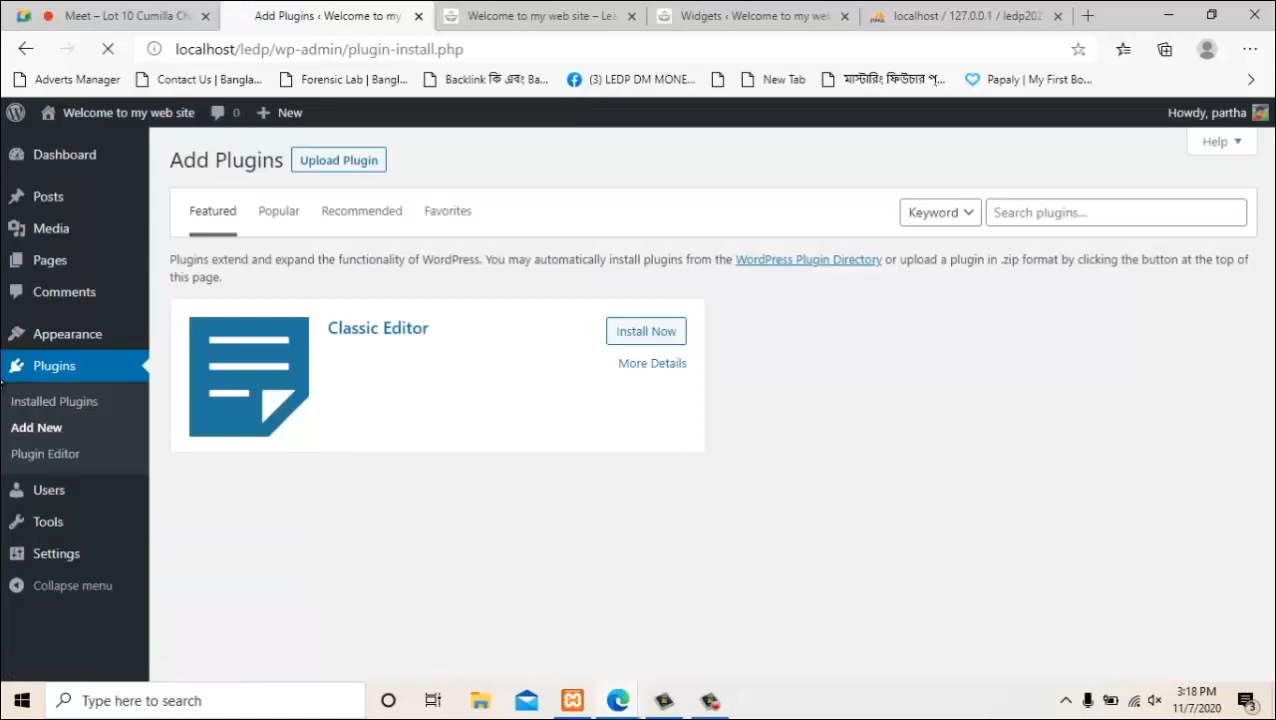 Meet – Lot 10 Cumilla Ch
Add Plugins ‹ Welcome to my
Welcome to my web site – Lea
Widgets ‹ Welcome to my web
localhost / 127.0.0.1 / ledp202
localhost/ledp/wp-admin/plugin-install.php
Adverts Manager
Contact Us | Bangla...
Forensic Lab | Bangl...
Backlink কি এবং Ba...
(3) LEDP DM MONE...
New Tab
মাস্টারিং ফিউচার প্...
Papaly | My First Bo...
Welcome to my web site
0
New
Howdy, partha
Dashboard
Posts
Media
Pages
Comments
Appearance
Plugins
Installed Plugins
Add New
Plugin Editor
Users
Tools
Settings
Collapse menu
Help
Add Plugins
Upload Plugin
Featured
Popular
Recommended
Favorites
Keyword
Search plugins...
Plugins extend and expand the functionality of WordPress. You may automatically install plugins from the WordPress Plugin Directory or upload a plugin in .zip format by clicking the button at the top of
this page.
Classic Editor
Install Now
More Details
Type here to search
3:18 PM
11/7/2020
3